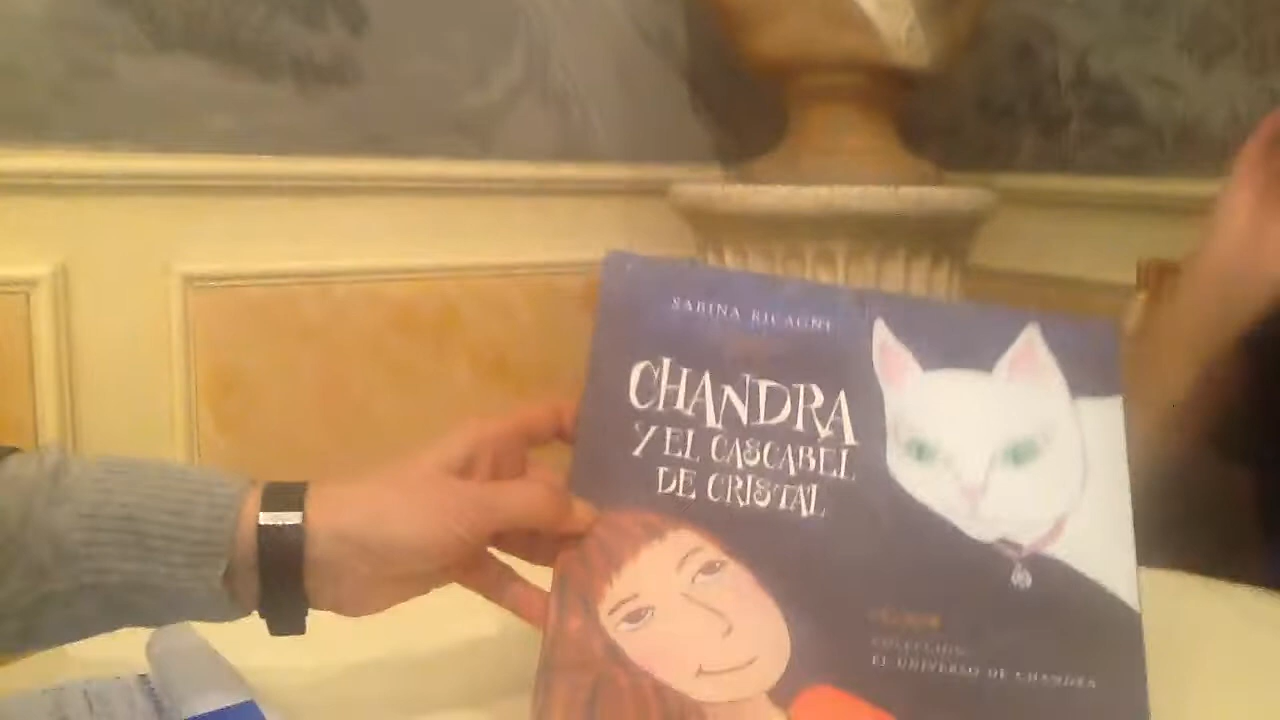 SABINA RICAGNI
CHANDRA
Y EL CASCABEL
DE CRISTAL
COLECCIÓN
EL UNIVERSO DE CHANDRA